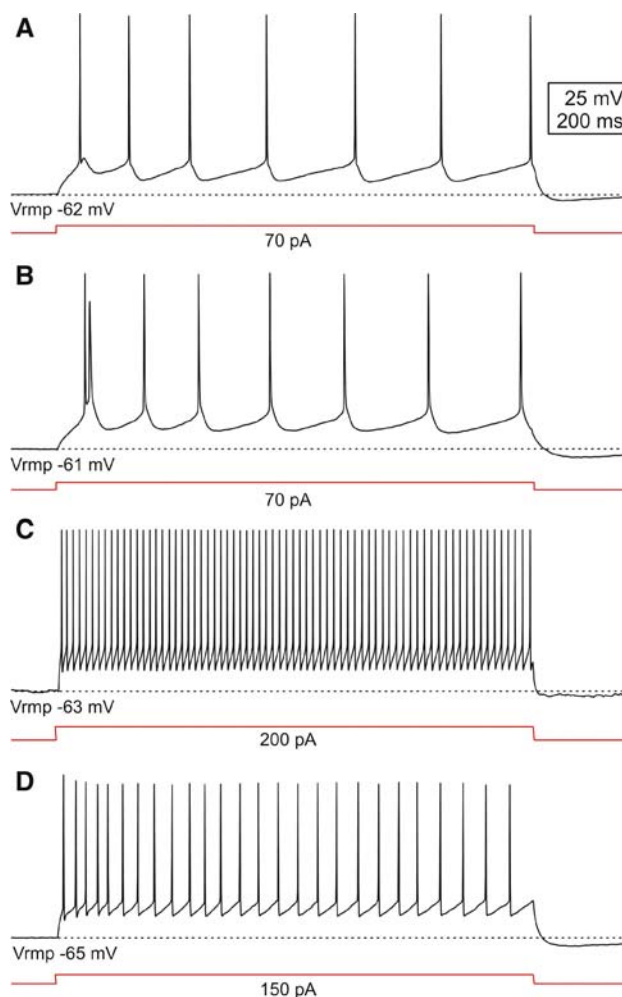 A
25 mV
200 ms
Vrmp -62 mV
70 pA
B
Vrmp -61 mV
70 pA
C
Vrmp -63 mV
200 pA
D
Vrmp -65 mV
150 pA